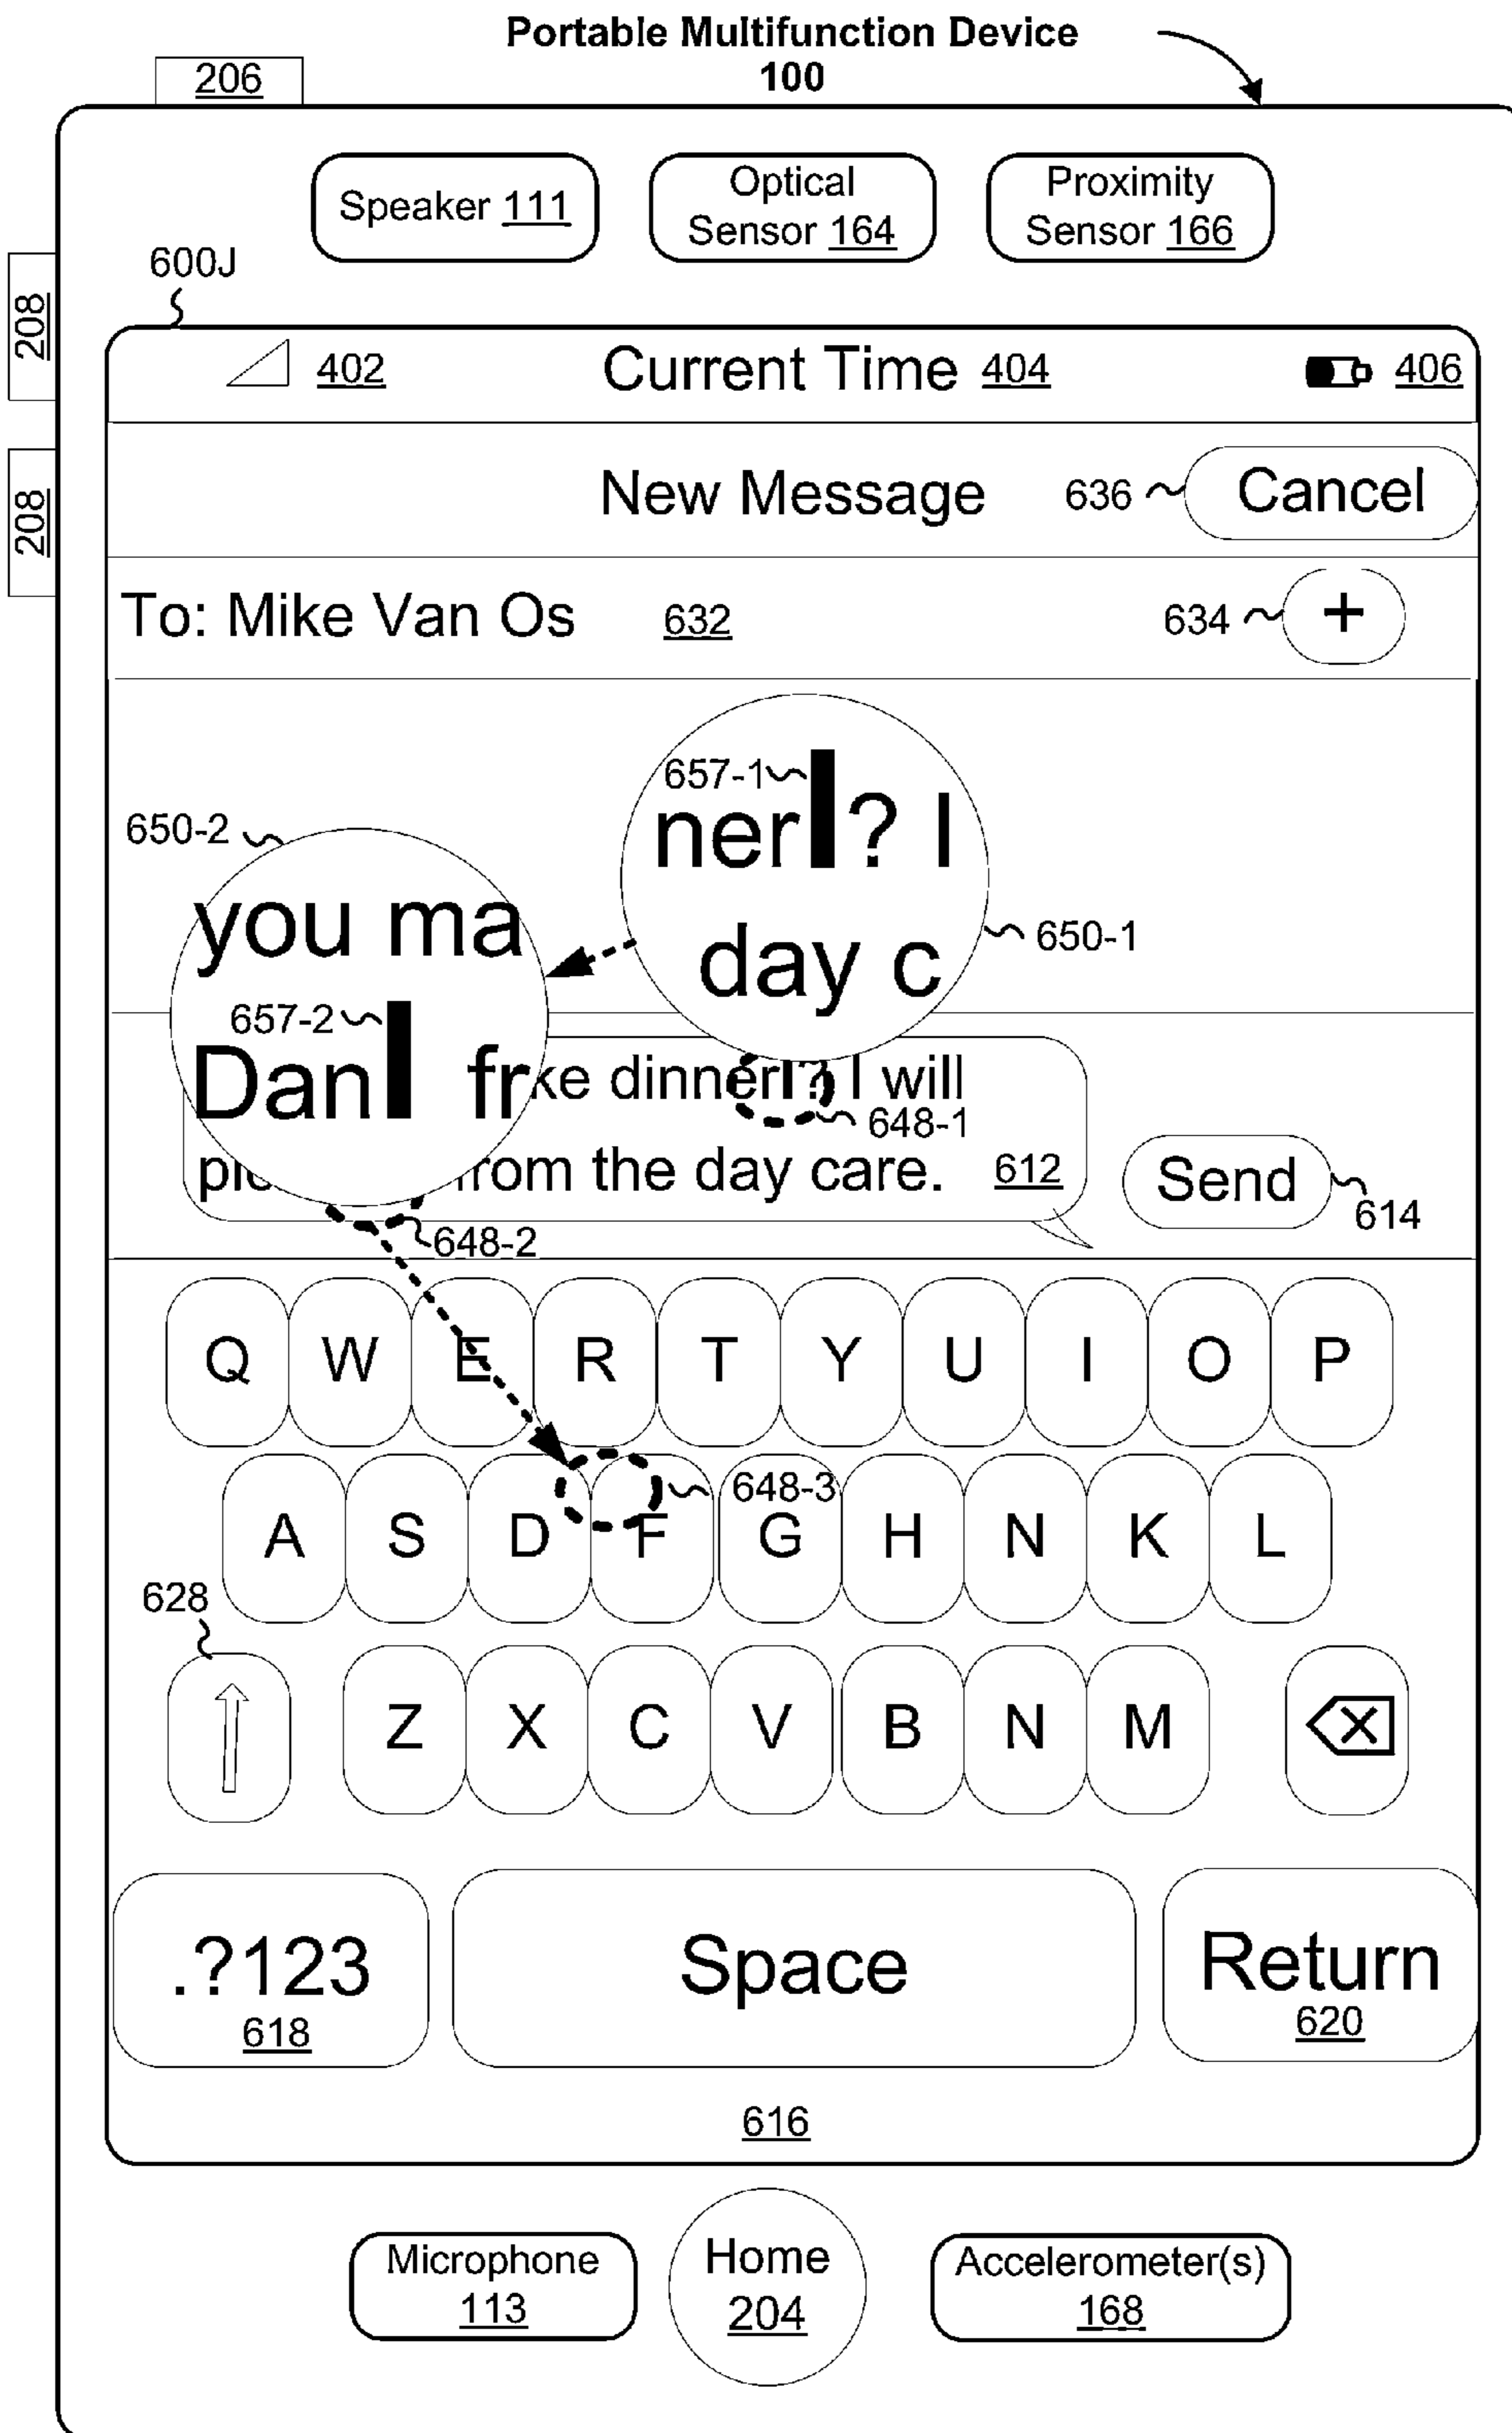 Portable Multifunction Device
100
206
Speaker 111
Optical
Sensor 164
Proximity
Sensor 166
208
208
600J
402
Current Time 404
406
New Message
636
Cancel
To: Mike Van Os
632
634
+
657-1
ner? I
day c
650-1
650-2
you ma
657-2
Dan fr
ke dinner? I will
648-1
from the day care.
612
Send
614
648-2
Q W E R T Y U I O P
648-3
A S D F G H N K L
628
Z X C V B N M
.?123
618
Space
Return
620
616
Microphone
113
Home
204
Accelerometer(s)
168